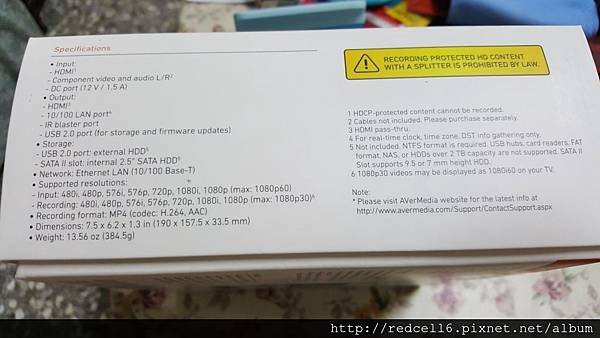 Specifications
• Input:
- HDMI¹
- Component video and audio L/R²
- DC port (12 V / 1.5 A)
• Output:
- HDMI³
- 10/100 LAN port⁴
- IR blaster port
- USB 2.0 port (for storage and firmware updates)
• Storage:
- USB 2.0 port: external HDD⁵
- SATA II slot: internal 2.5" SATA HDD⁵
• Network: Ethernet LAN (10/100 Base-T)
• Supported resolutions:
- Input: 480i, 480p, 576i, 576p, 720p, 1080i, 1080p (max: 1080p60)
- Recording: 480i, 480p, 576i, 576p, 720p, 1080i, 1080p (max: 1080p30)⁶
• Recording format: MP4 (codec: H.264, AAC)
• Dimensions: 7.5 x 6.2 x 1.3 in (190 x 157.5 x 33.5 mm)
• Weight: 13.56 oz (384.5g)
RECORDING PROTECTED HD CONTENT
WITH A SPLITTER IS PROHIBITED BY LAW.
1 HDCP-protected content cannot be recorded.
2 Cables not included. Please purchase separately.
3 HDMI pass-thru.
4 For real-time clock, time zone, DST info gathering only.
5 Not included. NTFS format is required. USB hubs, card readers, FAT
format, NAS, or HDDs over 2 TB capacity are not supported. SATA II
Slot supports 9.5 or 7 mm height HDD.
6 1080p30 videos may be displayed as 1080i60 on your TV.
Note:
* Please visit AVerMedia website for the latest info at
http://www.AVerMedia.com/Support/ContactSupport.aspx
http://redcell6.pixnet.net/album